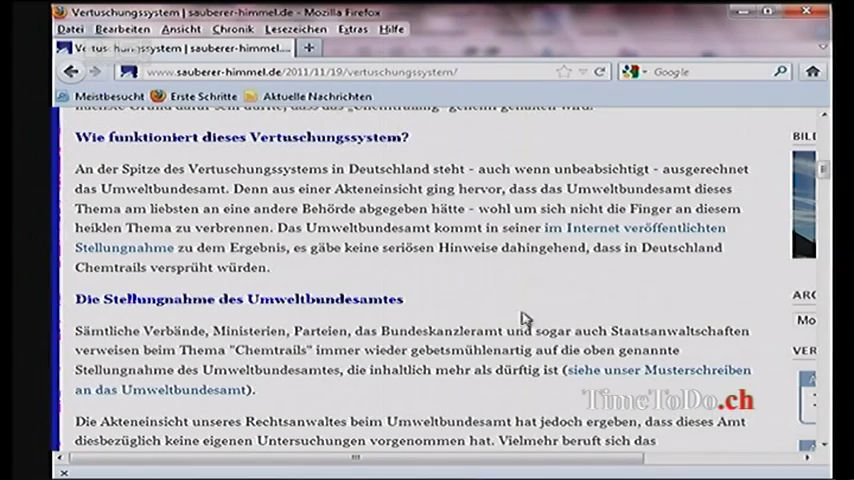 Vertuschungssystem | sauberer-himmel.de - Mozilla Firefox
Datei Bearbeiten Ansicht Chronik Lesezeichen Extras Hilfe
Vertuschungssystem | sauberer-himmel.de....
www.sauberer-himmel.de/2011/11/19/vertuschungssystem/ Google
Meistbesucht Erste Schritte Aktuelle Nachrichten
Wie funktioniert dieses Vertuschungssystem?
BIL
An der Spitze des Vertuschungssystems in Deutschland steht - auch wenn unbeabsichtigt - ausgerechnet
das Umweltbundesamt. Denn aus einer Akteneinsicht ging hervor, dass das Umweltbundesamt dieses
Thema am liebsten an eine andere Behörde abgegeben hätte - wohl um sich nicht die Finger an diesem
heiklen Thema zu verbrennen. Das Umweltbundesamt kommt in seiner im Internet veröffentlichten
Stellungnahme zu dem Ergebnis, es gäbe keine seriösen Hinweise dahingehend, dass in Deutschland
Chemtrails versprüht würden.
Die Stellungnahme des Umweltbundesamtes
ARC
Mo
Sämtliche Verbände, Ministerien, Parteien, das Bundeskanzleramt und sogar auch Staatsanwaltschaften
verweisen beim Thema "Chemtrails" immer wieder gebetsmühlenartig auf die oben genannte
VER
Stellungnahme des Umweltbundesamtes, die inhaltlich mehr als dürftig ist (siehe unser Musterschreiben
an das Umweltbundesamt).
TimeToDo.ch
Die Akteneinsicht unseres Rechtsanwaltes beim Umweltbundesamt hat jedoch ergeben, dass dieses Amt
diesbezüglich keine eigenen Untersuchungen vorgenommen hat. Vielmehr beruft sich das